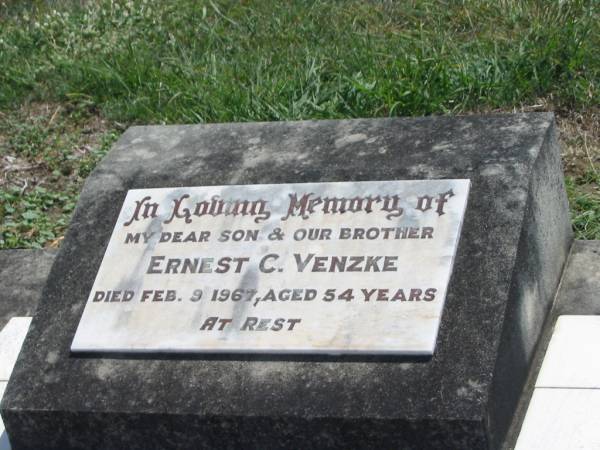 In Loving Memory of
MY DEAR SON & OUR BROTHER
ERNEST C. VENZKE
DIED FEB. 9 1967, AGED 54 YEARS
AT REST